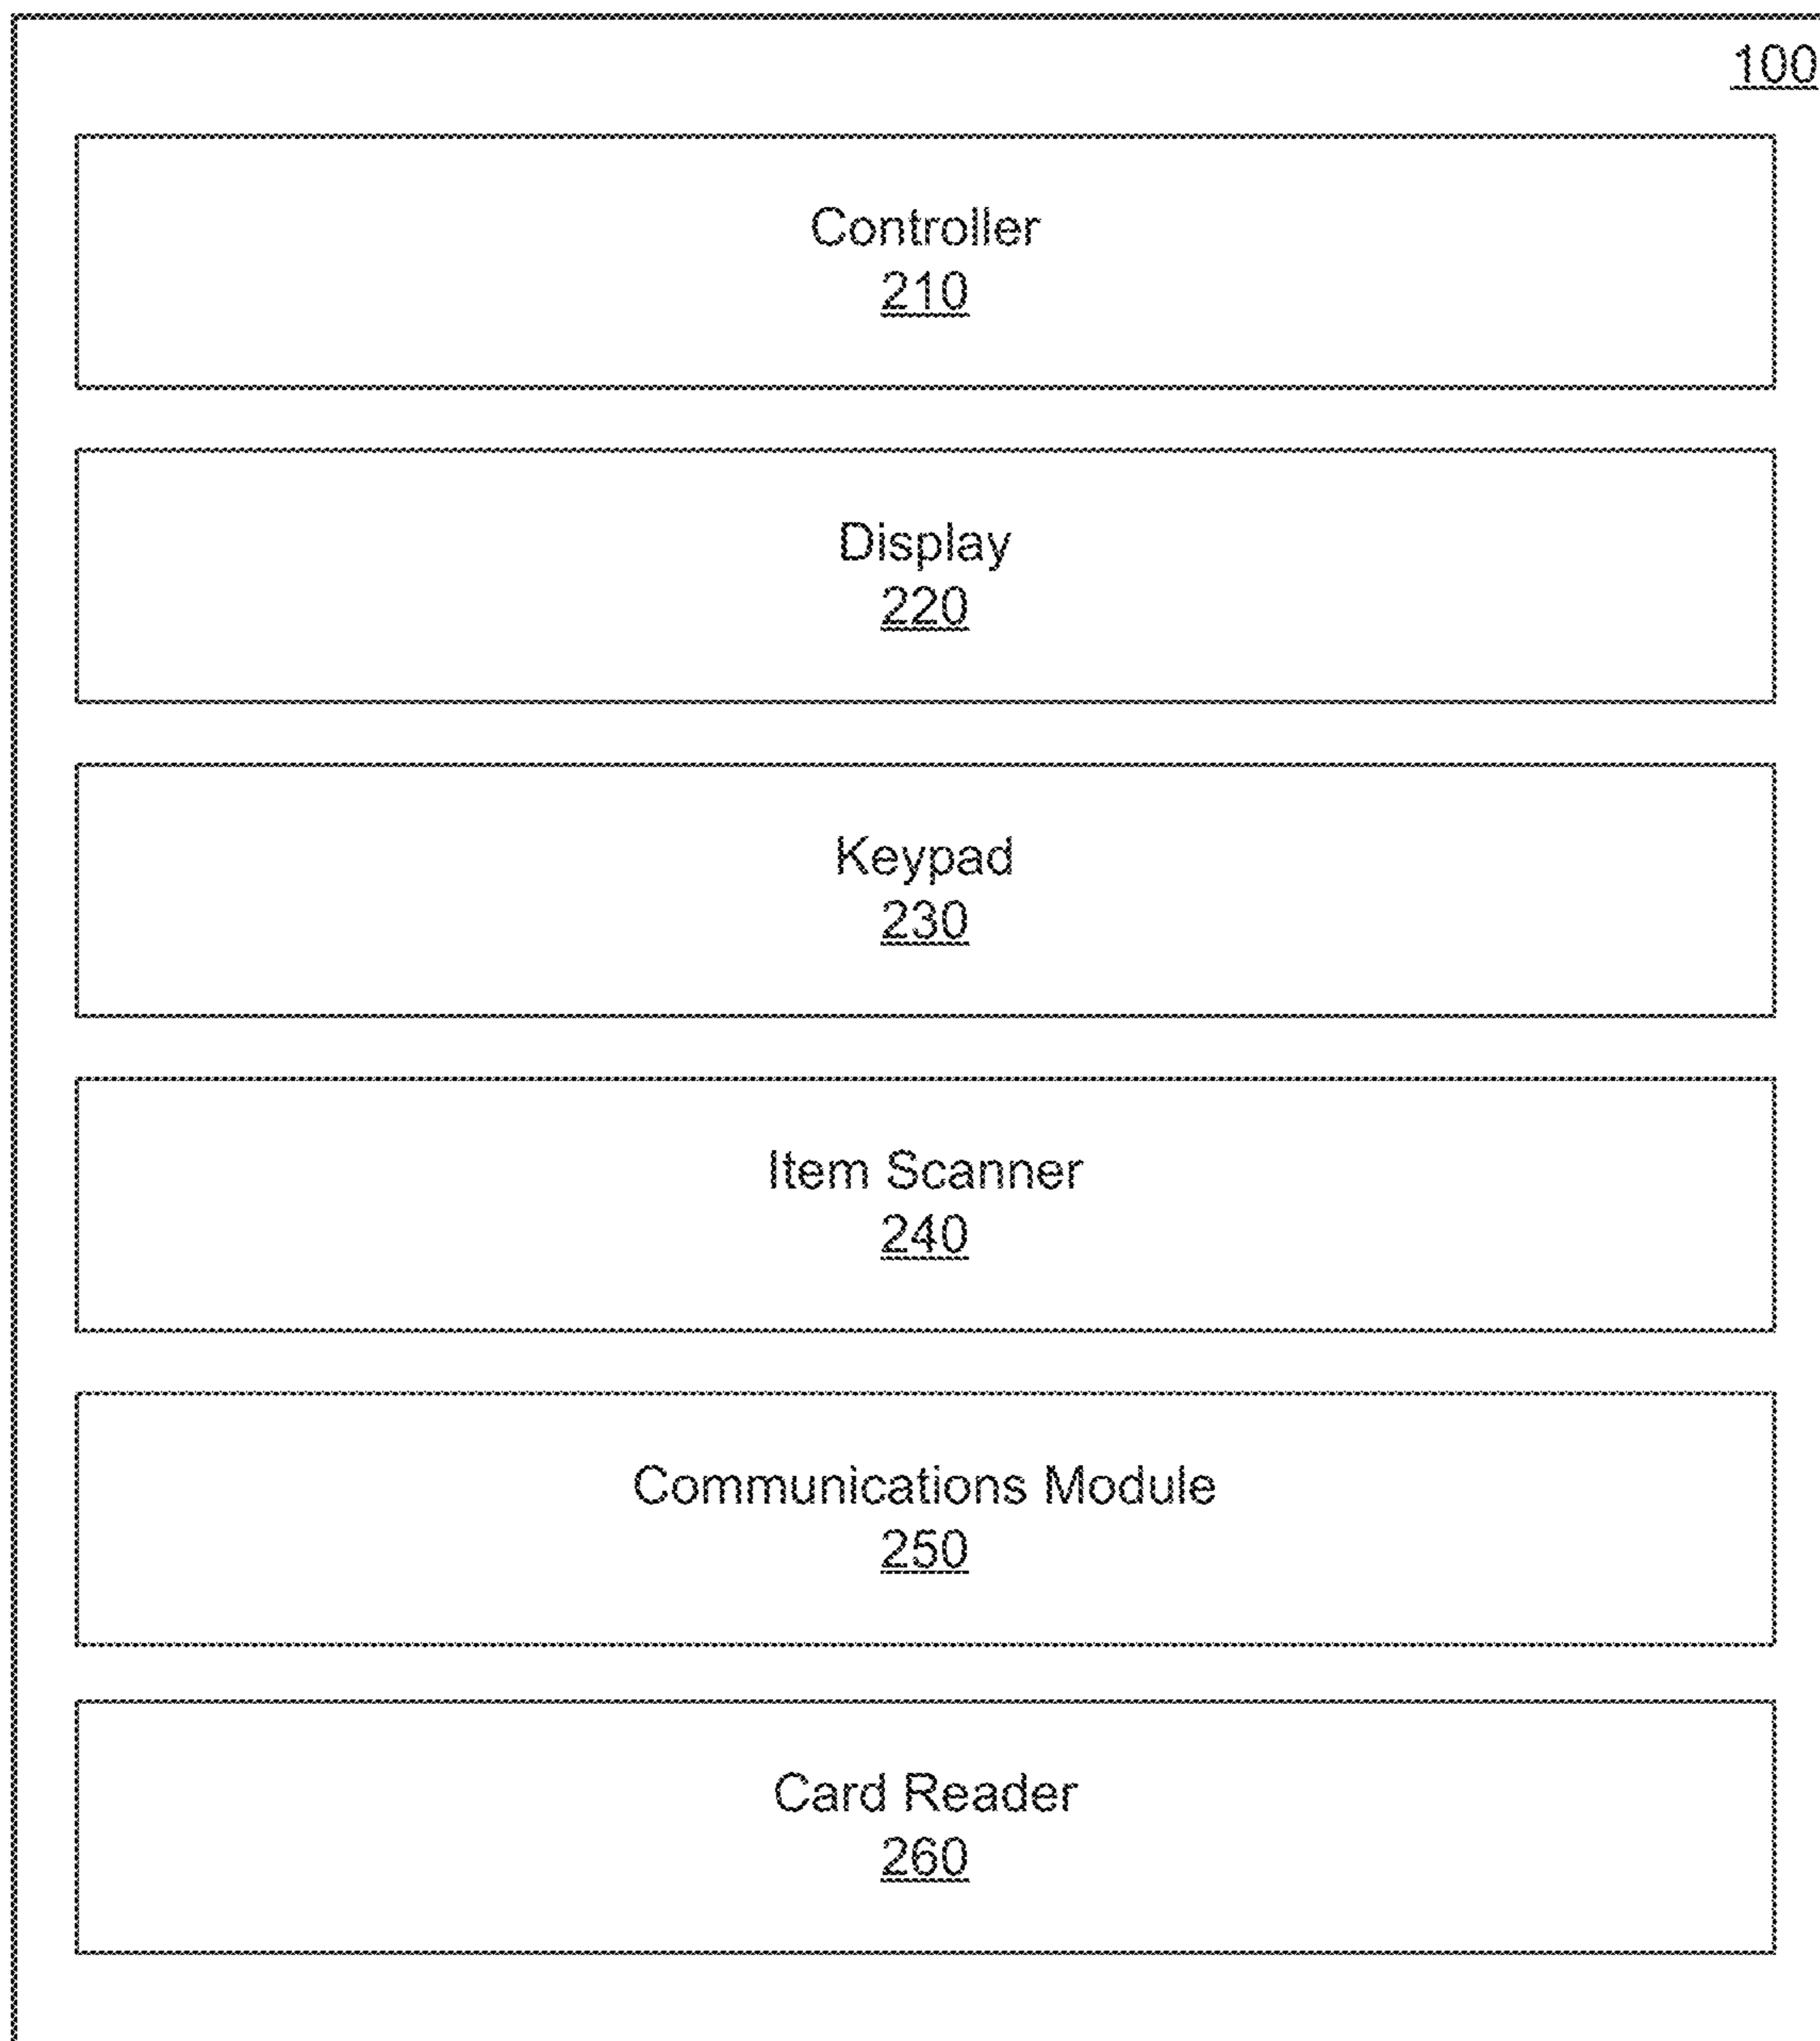 100
Controller
210
Display
220
Keypad
230
Item Scanner
240
Communications Module
250
Card Reader
260